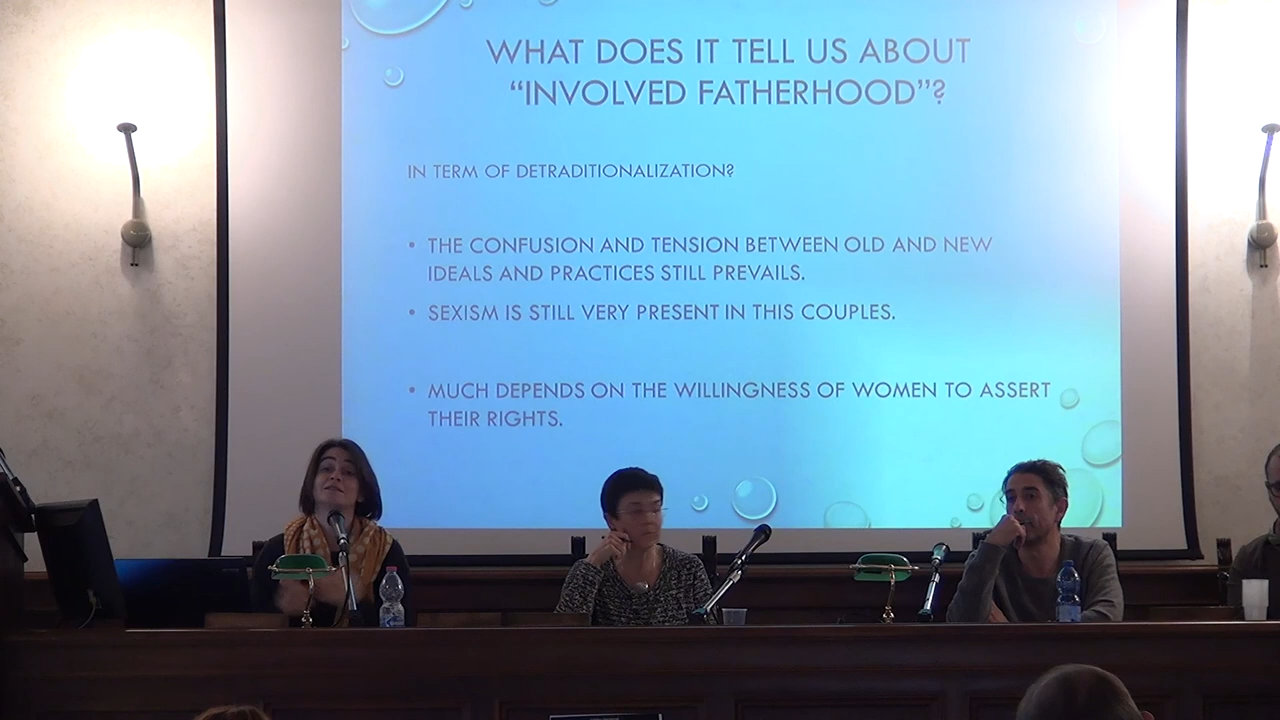 WHAT DOES IT TELL US ABOUT
“INVOLVED FATHERHOOD”?
IN TERM OF DETRADITIONALIZATION?
• THE CONFUSION AND TENSION BETWEEN OLD AND NEW
IDEALS AND PRACTICES STILL PREVAILS.
• SEXISM IS STILL VERY PRESENT IN THIS COUPLES.
• MUCH DEPENDS ON THE WILLINGNESS OF WOMEN TO ASSERT
THEIR RIGHTS.